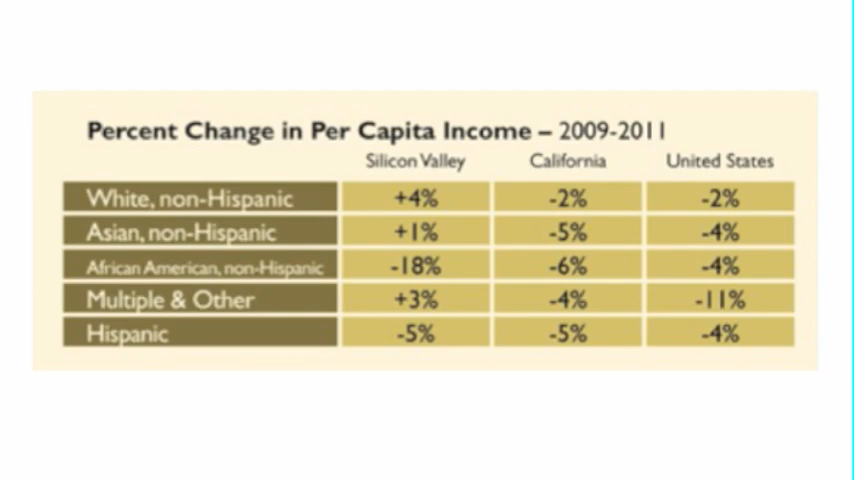 Percent Change in Per Capita Income – 2009-2011
Silicon Valley California United States
White, non-Hispanic +4% -2% -2%
Asian, non-Hispanic +1% -5% -4%
African American, non-Hispanic -18% -6% -4%
Multiple & Other +3% -4% -11%
Hispanic -5% -5% -4%